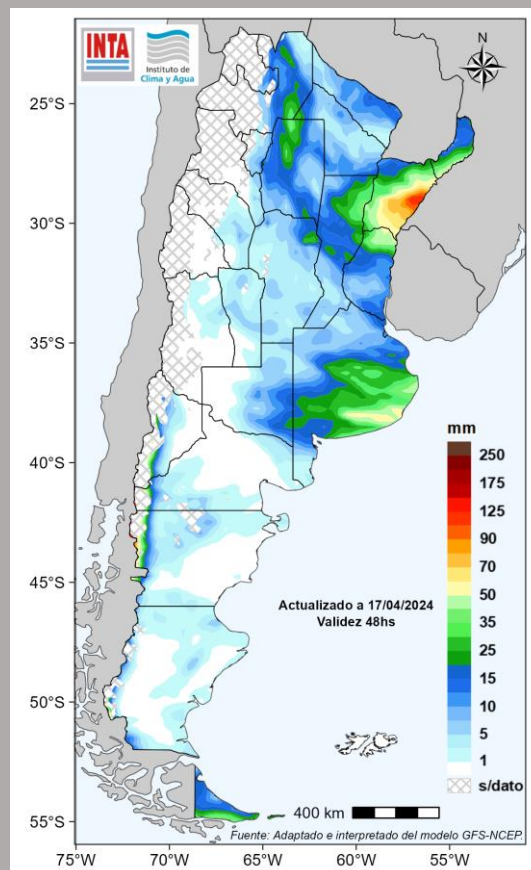 INTA
Instituto de
Clima y Agua
N
25°S
30°S
35°S
40°S
45°S
50°S
55°S
mm
250
175
125
90
70
50
35
25
15
10
5
1
s/dato
Actualizado a 17/04/2024
Validez 48hs
400 km
Fuente: Adaptado e interpretado del modelo GFS-NCEP.
75°W
70°W
65°W
60°W
55°W